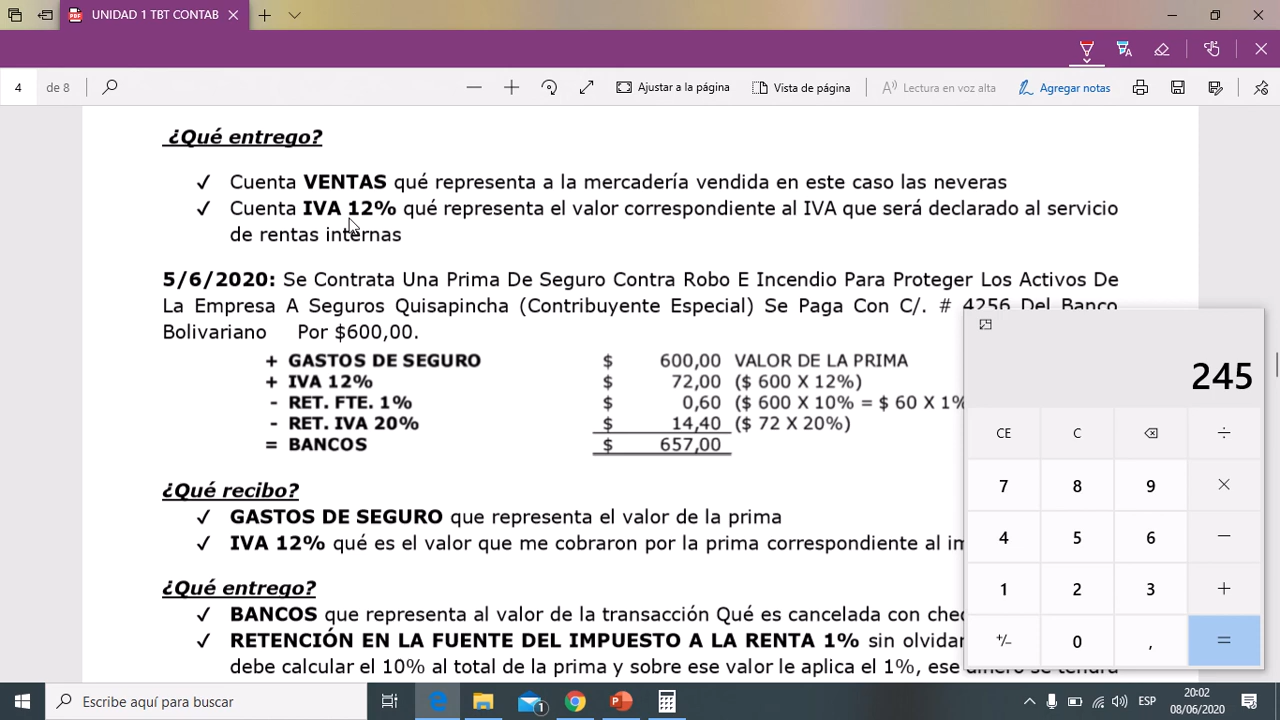 UNIDAD 1 TBT CONTAB
4 de 8
Ajustar a la página
Vista de página
Lectura en voz alta
Agregar notas
¿Qué entrego?
✓ Cuenta VENTAS qué representa a la mercadería vendida en este caso las neveras
✓ Cuenta IVA 12% qué representa el valor correspondiente al IVA que será declarado al servicio
de rentas internas
5/6/2020: Se Contrata Una Prima De Seguro Contra Robo E Incendio Para Proteger Los Activos De
La Empresa A Seguros Quisapincha (Contribuyente Especial) Se Paga Con C/. # 4256 Del Banco
Bolivariano Por $600,00.
+ GASTOS DE SEGURO $ 600,00 VALOR DE LA PRIMA
+ IVA 12% $ 72,00 ($ 600 X 12%)
- RET. FTE. 1% $ 0,60 ($ 600 X 10% = $ 60 X 1%
- RET. IVA 20% $ 14,40 ($ 72 X 20%)
= BANCOS $ 657,00
¿Qué recibo?
✓ GASTOS DE SEGURO que representa el valor de la prima
✓ IVA 12% qué es el valor que me cobraron por la prima correspondiente al im
¿Qué entrego?
✓ BANCOS que representa al valor de la transacción Qué es cancelada con che
✓ RETENCIÓN EN LA FUENTE DEL IMPUESTO A LA RENTA 1% sin olvidar
debe calcular el 10% al total de la prima y sobre ese valor le aplica el 1%, ese dinero se tendrá
245
CE C ÷
7 8 9 ×
4 5 6 −
1 2 3 +
+/− 0 , =
Escribe aquí para buscar
1
ESP
20:02
08/06/2020